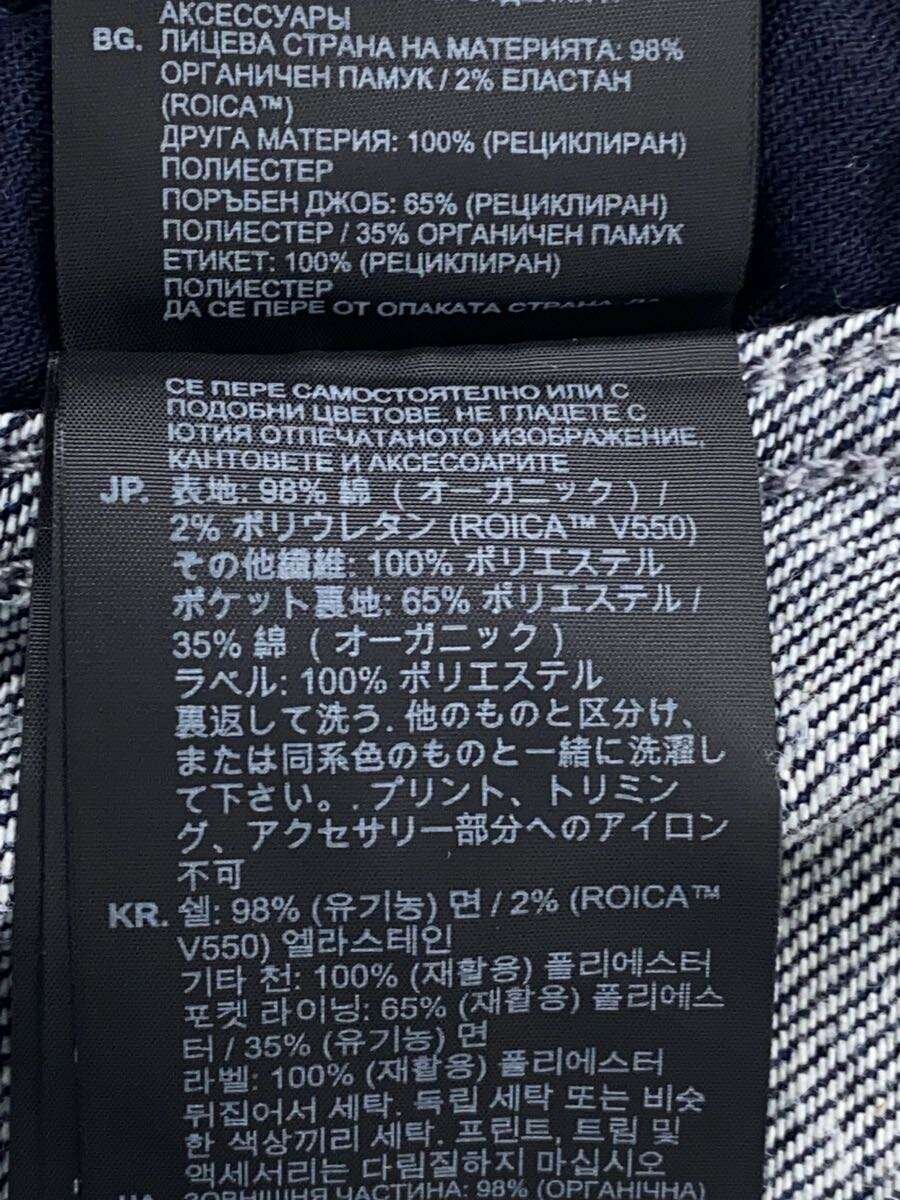 АКСЕСУАРЫ
BG. ЛИЦЕВА СТРАНА НА МАТЕРИЯТА: 98%
ОРГАНИЧЕН ПАМУК / 2% ЕЛАСТАН
(ROICA™)
ДРУГА МАТЕРИЯ: 100% (РЕЦИКЛИРАН)
ПОЛИЕСТЕР
ПОРЪБЕН ДЖОБ: 65% (РЕЦИКЛИРАН)
ПОЛИЕСТЕР / 35% ОРГАНИЧЕН ПАМУК
ЕТИКЕТ: 100% (РЕЦИКЛИРАН)
ПОЛИЕСТЕР
ДА СЕ ПЕРЕ ОТ ОПАКАТА СТРАНА. ДА
СЕ ПЕРЕ САМОСТОЯТЕЛНО ИЛИ С
ПОДОБНИ ЦВЕТОВЕ. НЕ ГЛАДЕТЕ С
ЮТИЯ ОТПЕЧАТАНОТО ИЗОБРАЖЕНИЕ,
КАНТОВЕТЕ И АКСЕСОАРИТЕ
JP. 表地: 98% 綿 ( オーガニック ) /
2% ポリウレタン (ROICA™ V550)
その他繊維: 100% ポリエステル
ポケット裏地: 65% ポリエステル /
35% 綿 ( オーガニック )
ラベル: 100% ポリエステル
裏返して洗う. 他のものと区分け、
または同系色のものと一緒に洗濯し
て下さい。. プリント、トリミン
グ、アクセサリー部分へのアイロン
不可
KR. 쉘: 98% (유기농) 면 / 2% (ROICA™
V550) 엘라스테인
기타 천: 100% (재활용) 폴리에스터
포켓 라이닝: 65% (재활용) 폴리에스
터 / 35% (유기농) 면
라벨: 100% (재활용) 폴리에스터
뒤집어서 세탁. 독립 세탁 또는 비슷
한 색상끼리 세탁. 프린트, 트림 및
액세서리는 다림질하지 마십시오
UA. ЗОВНІШНЯ ЧАСТИНА: 98% (ОРГАНІЧНА)